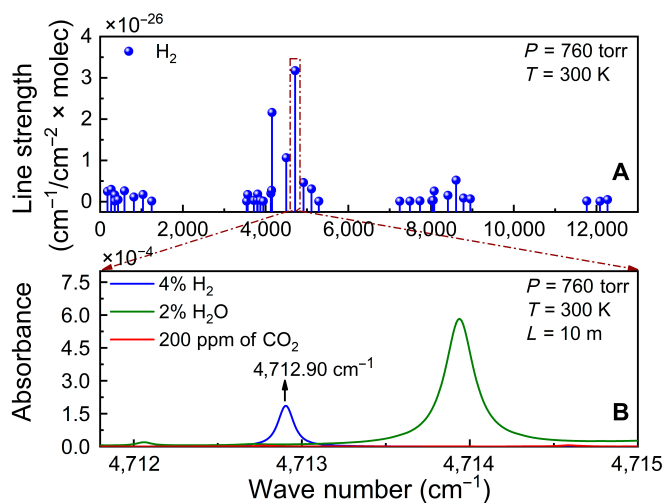 ×10⁻²⁶
4
3
2
1
0
Line strength
(cm⁻¹/cm⁻² × molec)
H₂
P = 760 torr
T = 300 K
A
0
2,000
4,000
6,000
8,000
10,000
12,000
×10⁻⁴
7.5
6.0
4.5
3.0
1.5
0.0
Absorbance
4% H₂
2% H₂O
200 ppm of CO₂
P = 760 torr
T = 300 K
L = 10 m
4,712.90 cm⁻¹
B
4,712
4,713
4,714
4,715
Wave number (cm⁻¹)